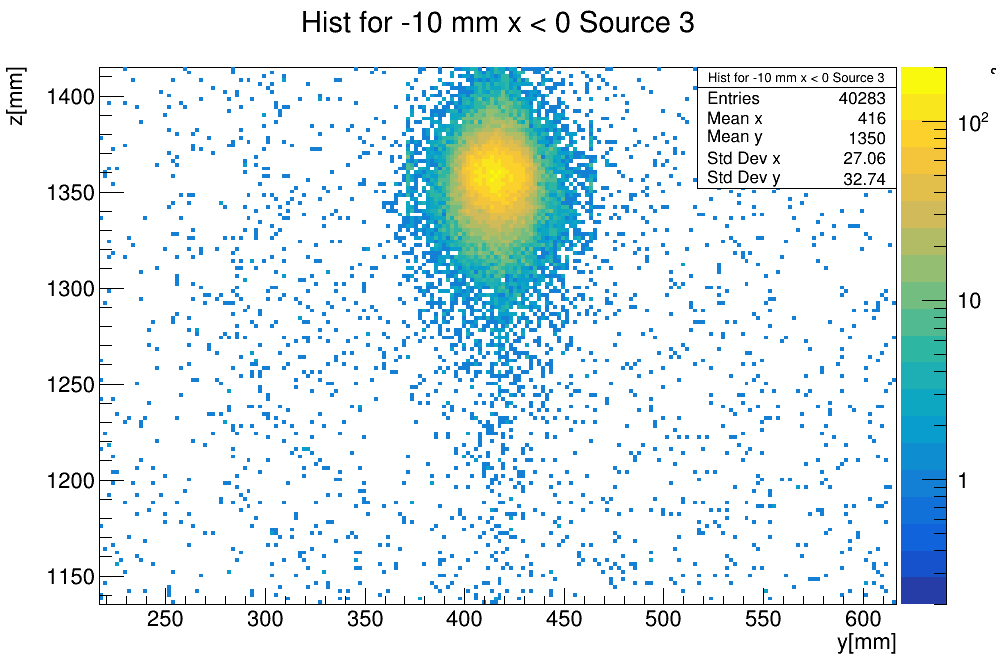 Hist for -10 mm x < 0 Source 3
z[mm]
Hist for -10 mm x < 0 Source 3
Entries 40283
Mean x 416
Mean y 1350
Std Dev x 27.06
Std Dev y 32.74
1400
1350
1300
1250
1200
1150
250 300 350 400 450 500 550 600
y[mm]
10²
10
1